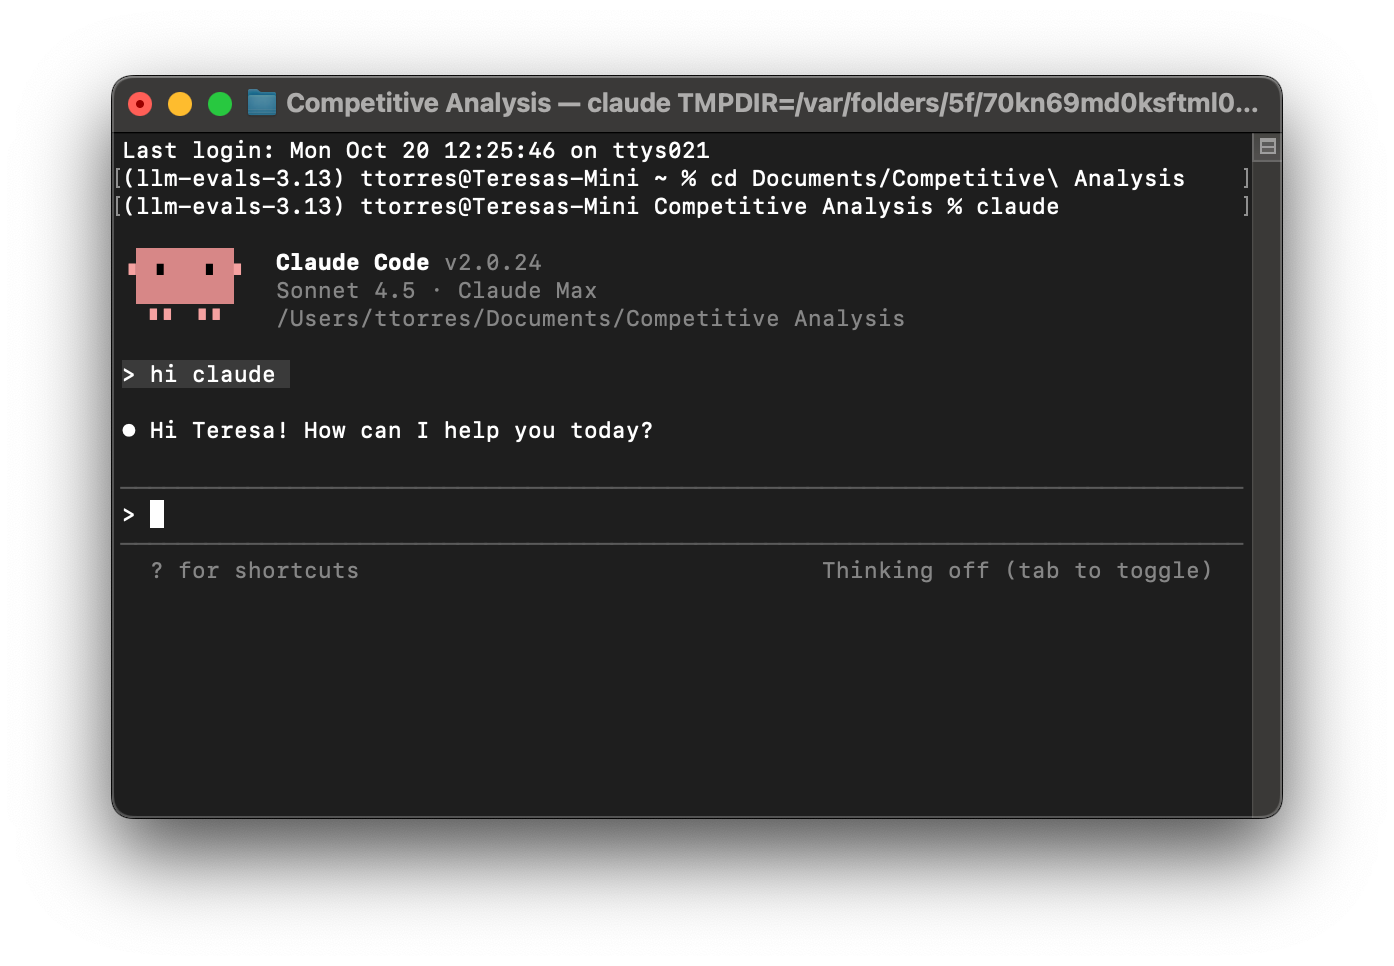 Competitive Analysis — claude TMPDIR=/var/folders/5f/70kn69md0ksftml0...
Last login: Mon Oct 20 12:25:46 on ttys021
[(llm-evals-3.13) ttorres@Teresas-Mini ~ % cd Documents/Competitive\ Analysis ]
[(llm-evals-3.13) ttorres@Teresas-Mini Competitive Analysis % claude ]
Claude Code v2.0.24
Sonnet 4.5 · Claude Max
/Users/ttorres/Documents/Competitive Analysis
> hi claude
● Hi Teresa! How can I help you today?
>
? for shortcuts Thinking off (tab to toggle)